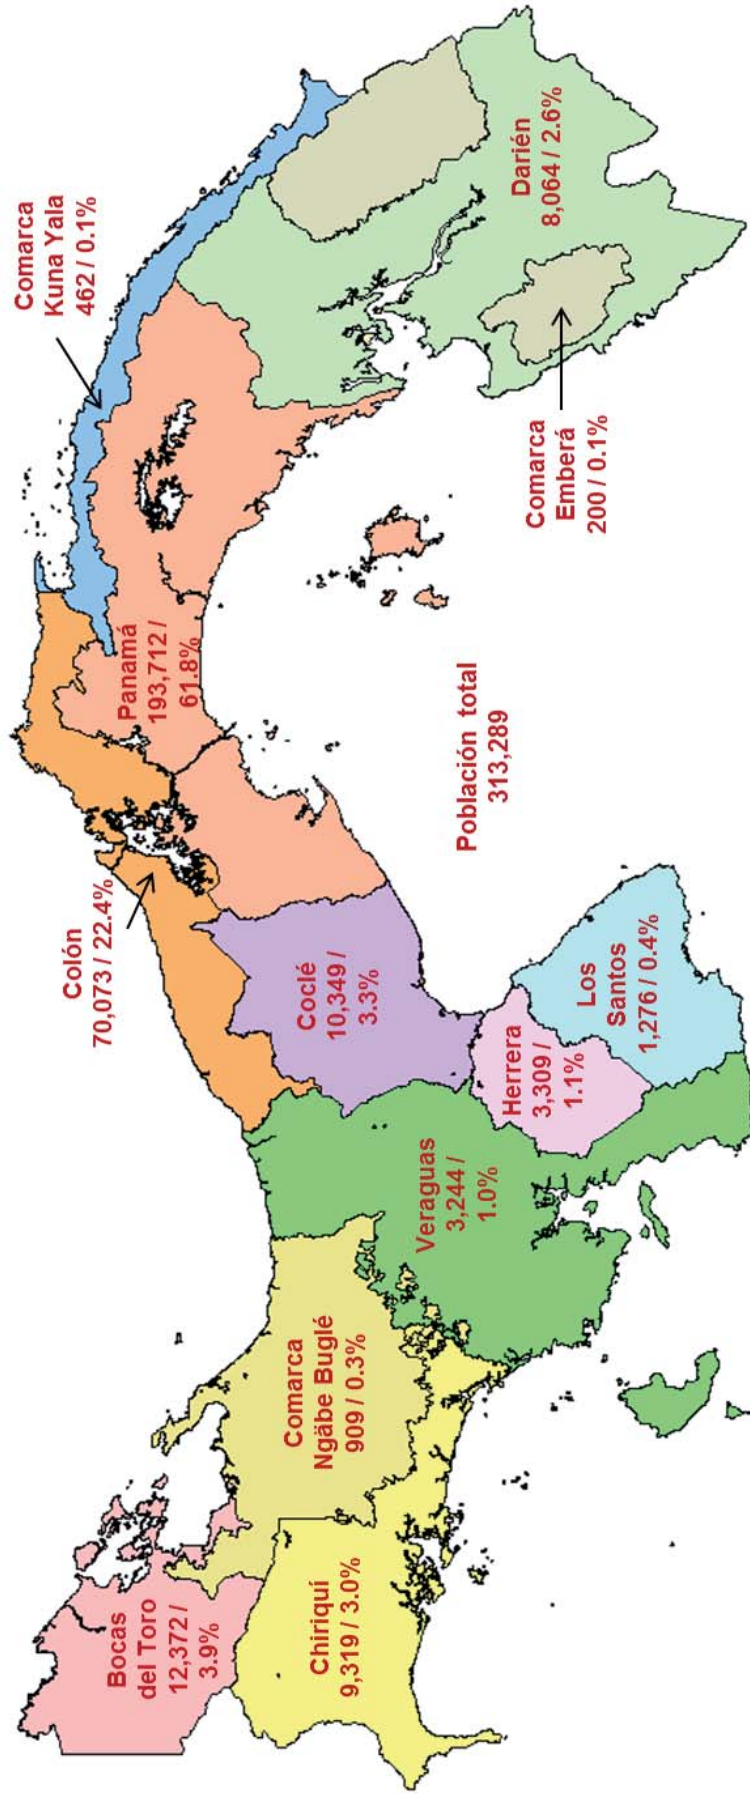 Bocas
del Toro
12,372 /
3.9%
Chiriquí
9,319 / 3.0%
Comarca
Ngäbe Buglé
909 / 0.3%
Veraguas
3,244 /
1.0%
Herrera
3,309 /
1.1%
Los
Santos
1,276 / 0.4%
Coclé
10,349 /
3.3%
Colón
70,073 / 22.4%
Panamá
193,712 /
61.8%
Comarca
Kuna Yala
462 / 0.1%
Darién
8,064 / 2.6%
Comarca
Emberá
200 / 0.1%
Población total
313,289